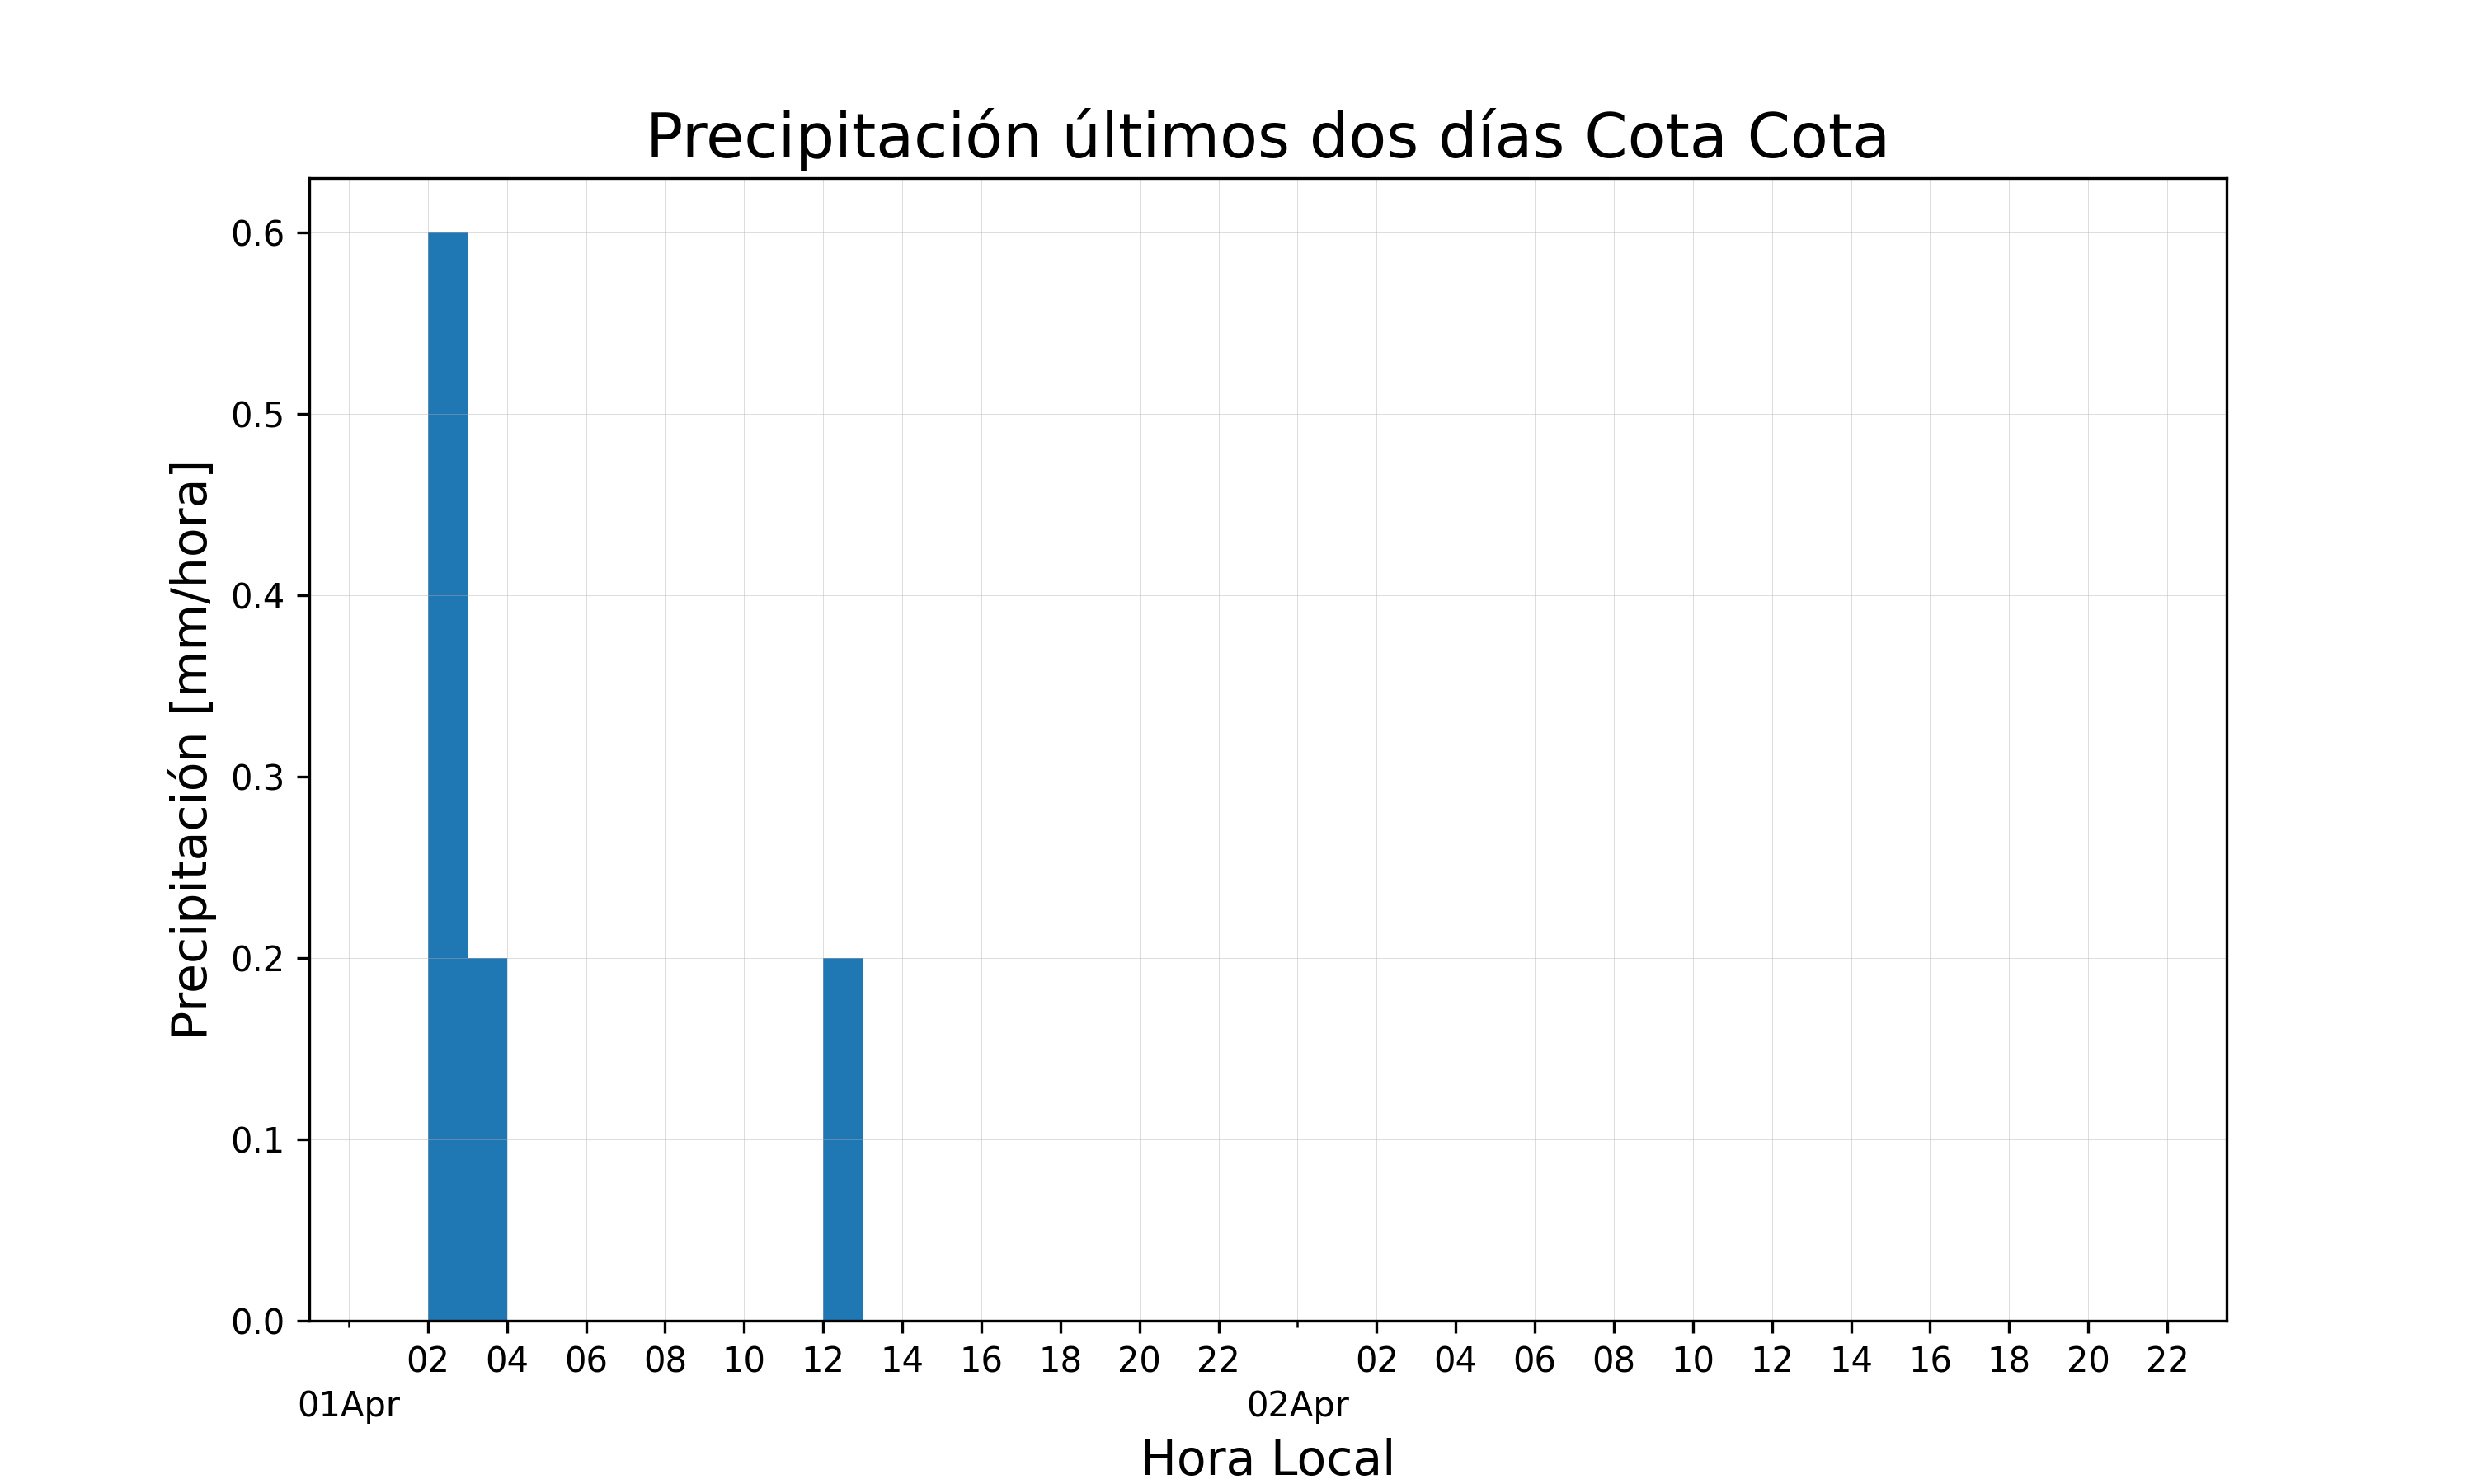 Precipitación últimos dos días Cota Cota
Precipitación [mm/hora]
0.6
0.5
0.4
0.3
0.2
0.1
0.0
02 04 06 08 10 12 14 16 18 20 22 02 04 06 08 10 12 14 16 18 20 22
01Apr 02Apr
Hora Local